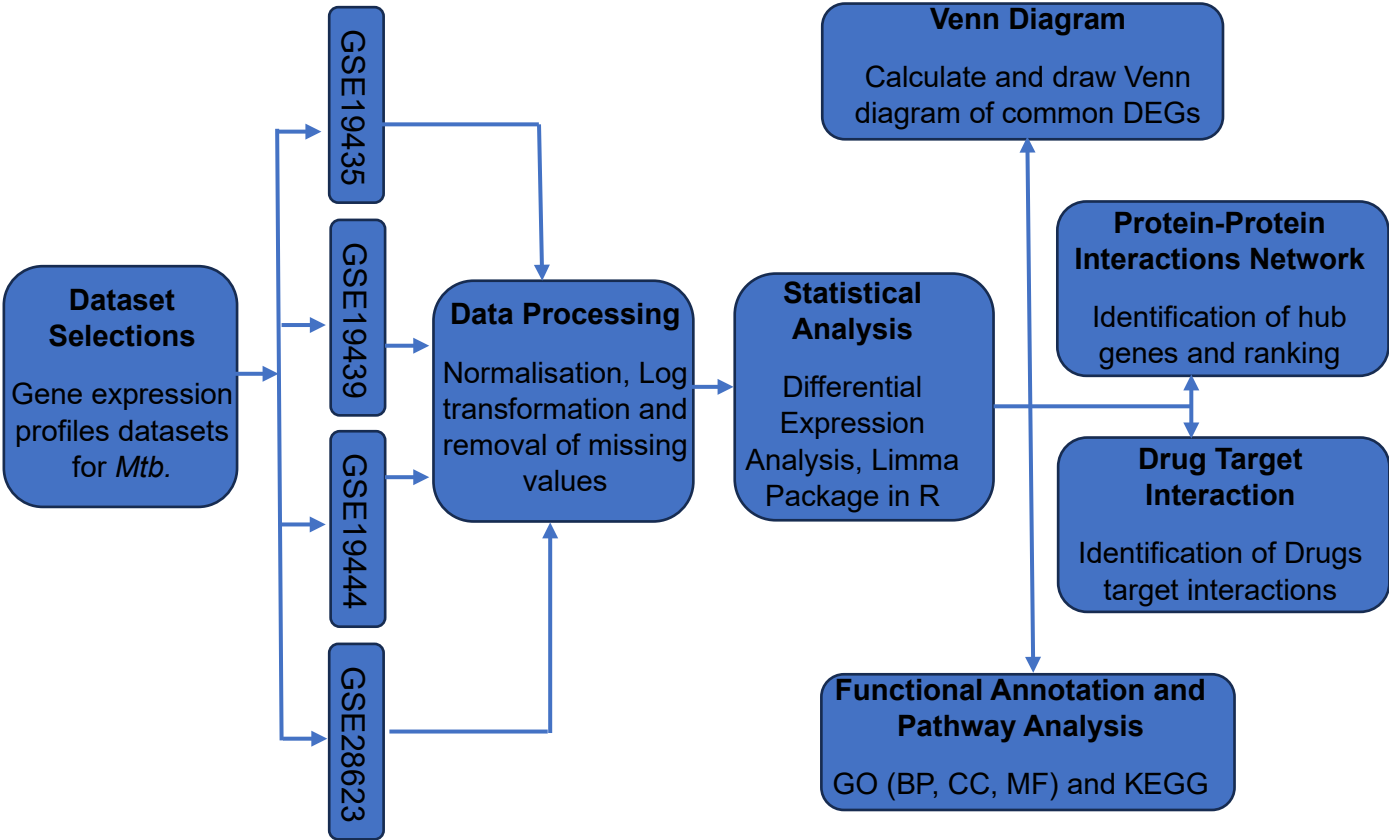 Dataset
Selections
Gene expression
profiles datasets
for Mtb.
GSE19435
GSE19439
GSE19444
GSE28623
Data Processing
Normalisation, Log
transformation and
removal of missing
values
Statistical
Analysis
Differential
Expression
Analysis, Limma
Package in R
Venn Diagram
Calculate and draw Venn
diagram of common DEGs
Protein-Protein
Interactions Network
Identification of hub
genes and ranking
Drug Target
Interaction
Identification of Drugs
target interactions
Functional Annotation and
Pathway Analysis
GO (BP, CC, MF) and KEGG